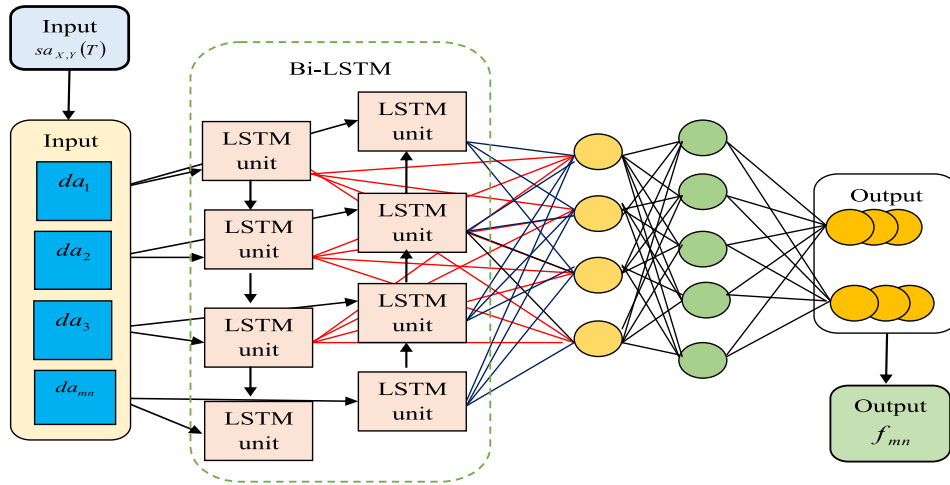 Input
sa_{X,Y}(T)
Input
da_1
da_2
da_3
da_{mn}
Bi-LSTM
LSTM
unit
LSTM
unit
LSTM
unit
LSTM
unit
LSTM
unit
LSTM
unit
LSTM
unit
LSTM
unit
Output
Output
f_{mn}